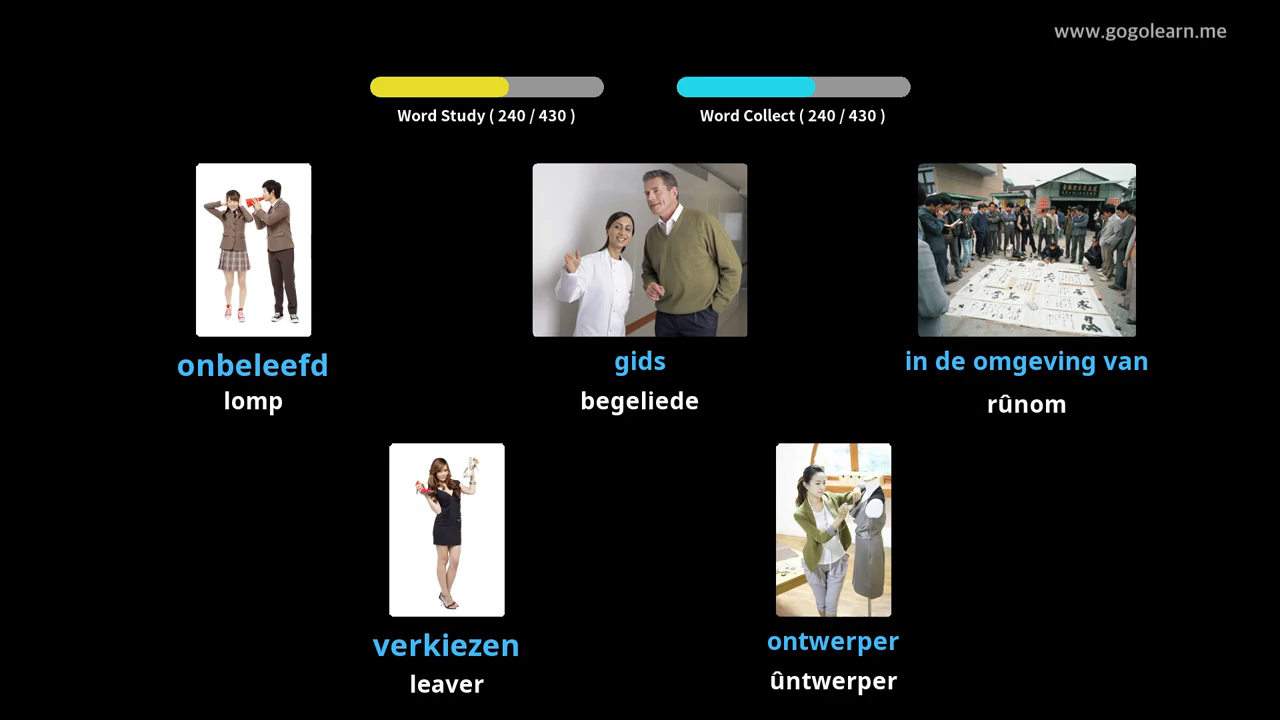 www.gogolearn.me
Word Study ( 240 / 430 )
Word Collect ( 240 / 430 )
onbeleefd
lomp
gids
begeliede
in de omgeving van
rûnom
verkiezen
leaver
ontwerper
ûntwerper